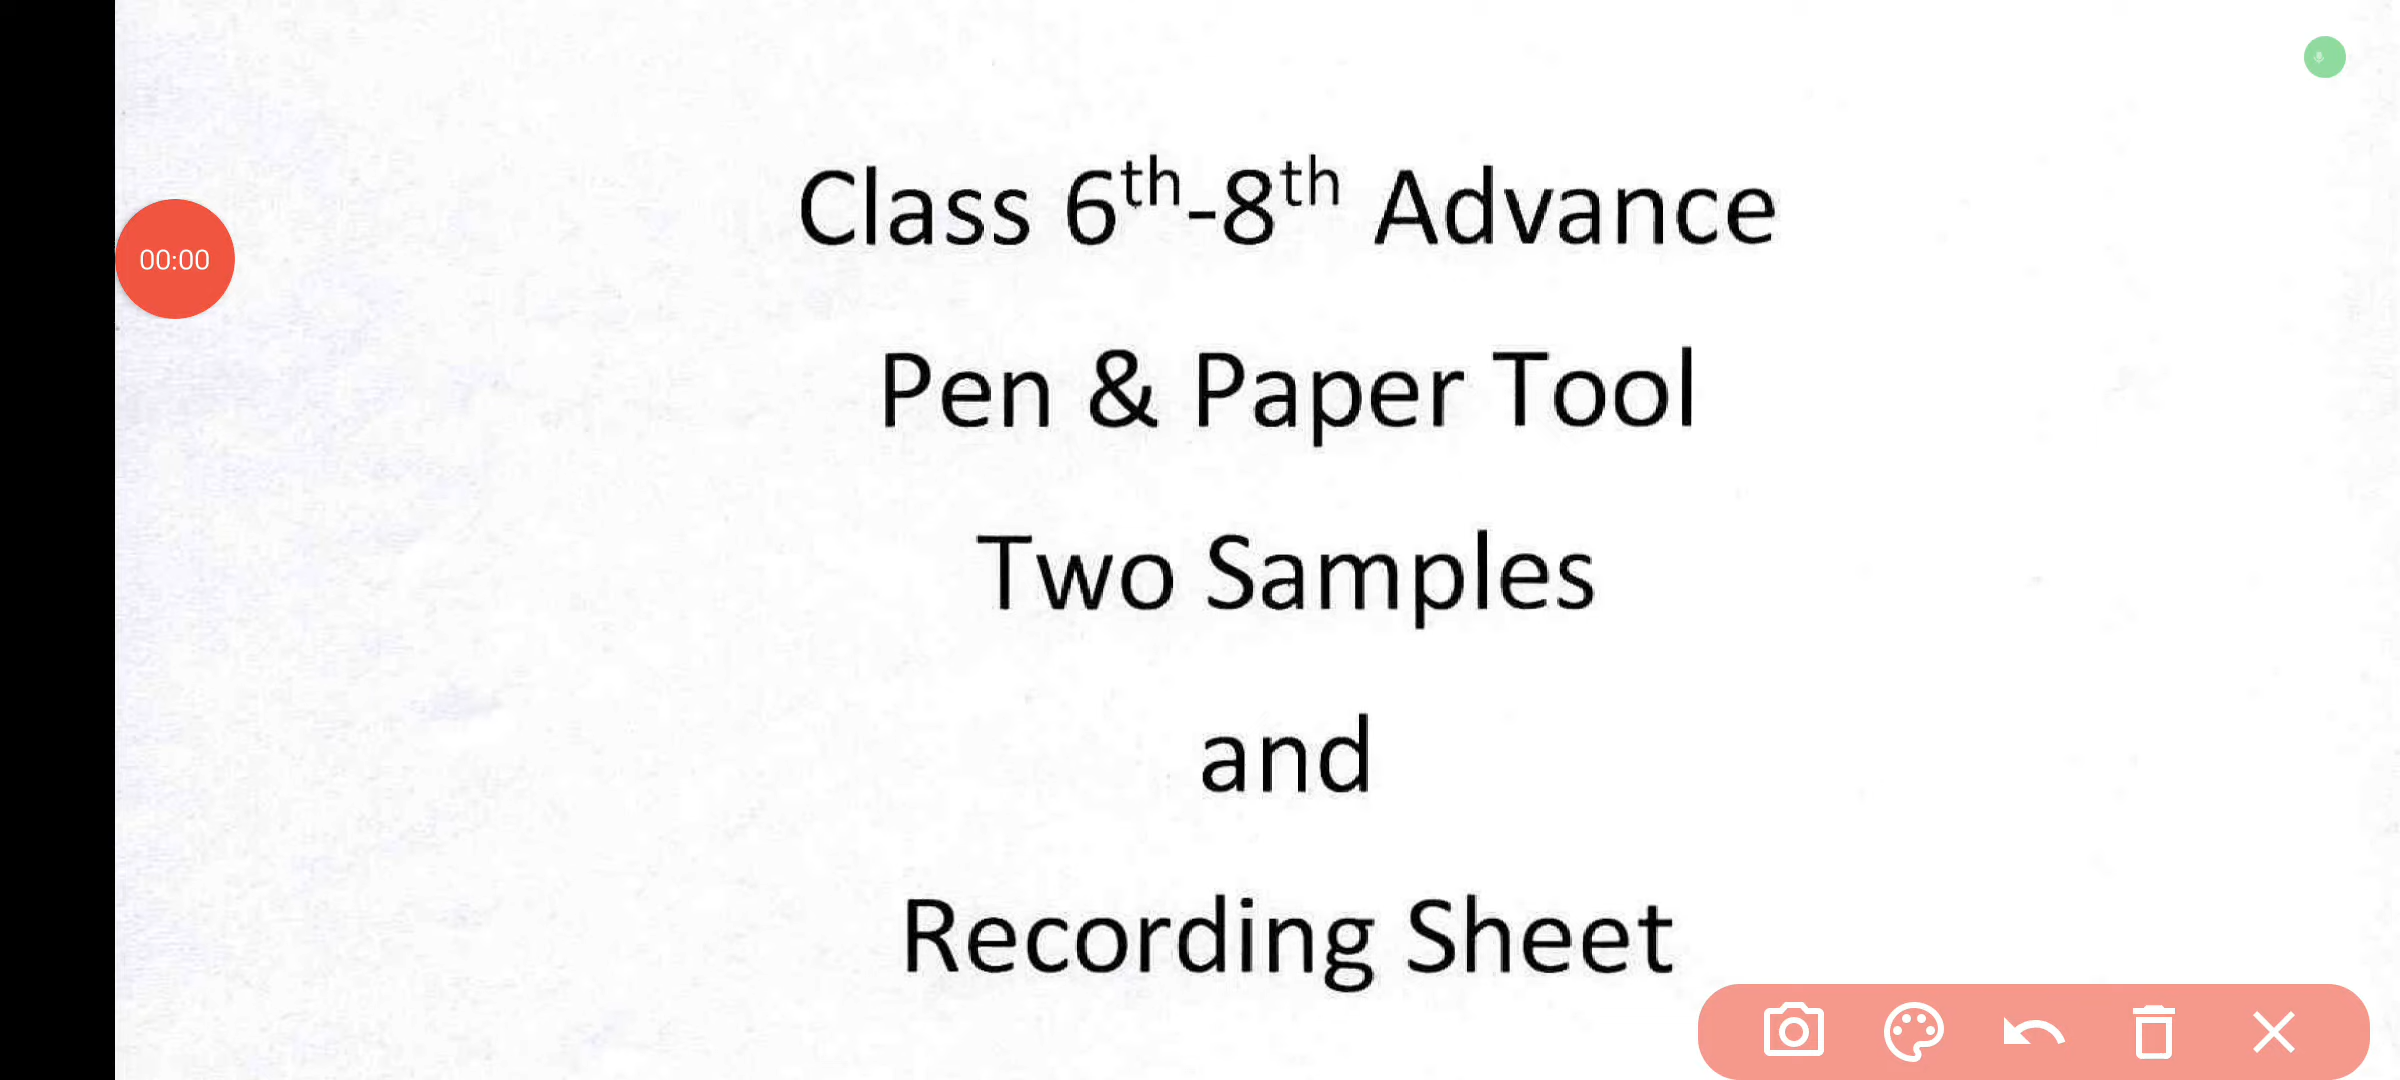 Class 6th-8th Advance
00:00
Pen & Paper Tool
Two Samples
and
Recording Sheet